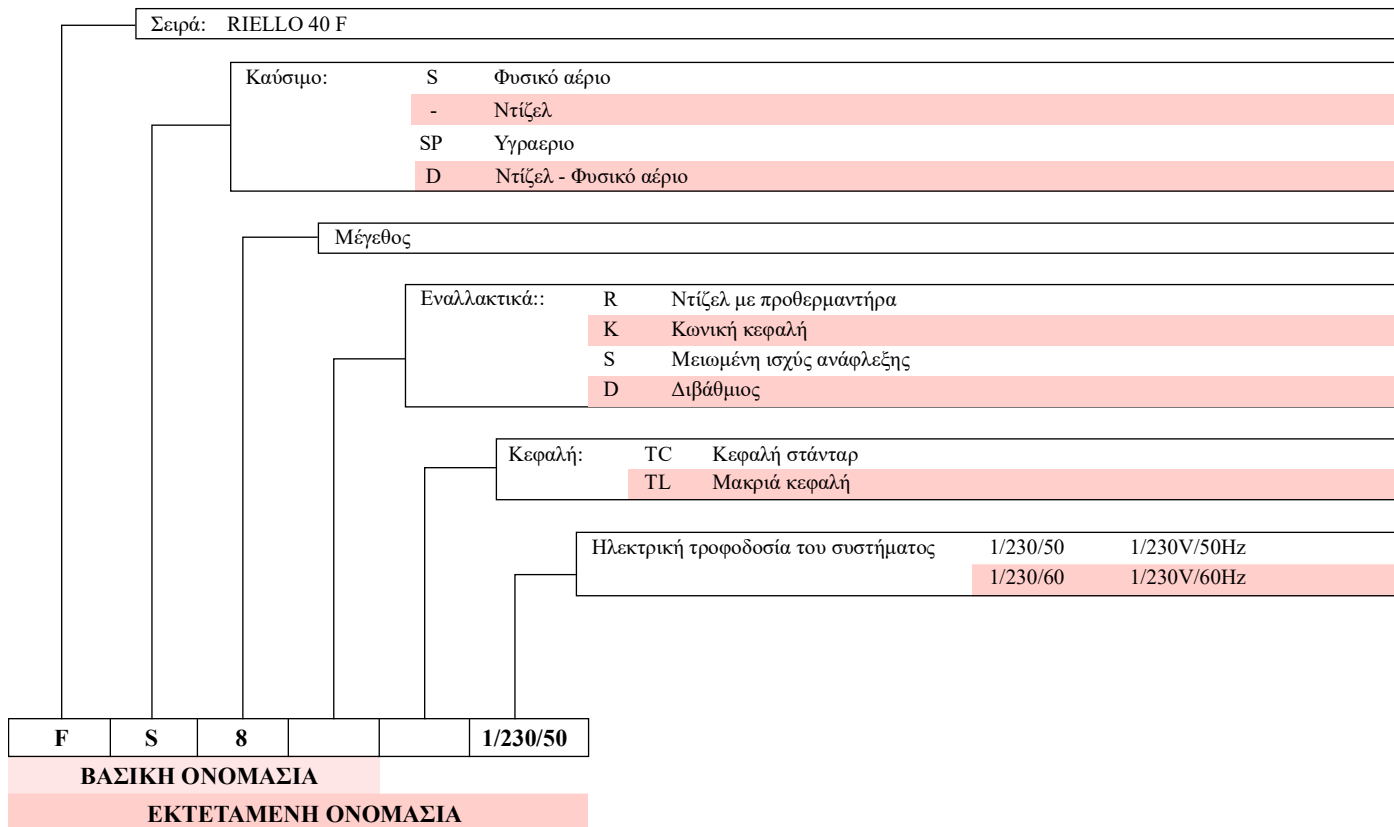 Σειρά: RIELLO 40 F
Καύσιμο: S Φυσικό αέριο
- Ντίζελ
SP Υγραεριο
D Ντίζελ - Φυσικό αέριο
Μέγεθος
Εναλλακτικά:: R Ντίζελ με προθερμαντήρα
K Κωνική κεφαλή
S Μειωμένη ισχύς ανάφλεξης
D Διβάθμιος
Κεφαλή: TC Κεφαλή στάνταρ
TL Μακριά κεφαλή
Ηλεκτρική τροφοδοσία του συστήματος 1/230/50 1/230V/50Hz
1/230/60 1/230V/60Hz
F S 8 1/230/50
ΒΑΣΙΚΗ ΟΝΟΜΑΣΙΑ
ΕΚΤΕΤΑΜΕΝΗ ΟΝΟΜΑΣΙΑ